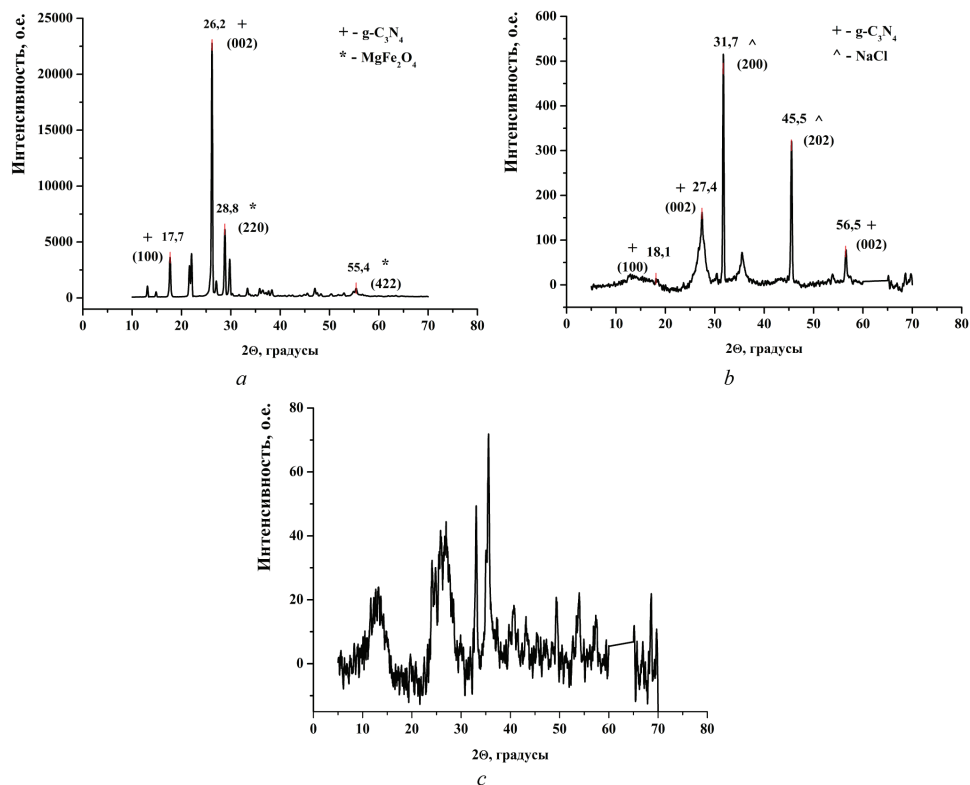 25000
20000
15000
10000
5000
0
Интенсивность, о.е.
26,2 +
(002)
+ - g-C₃N₄
* - MgFe₂O₄
28,8 *
(220)
+ 17,7
(100)
55,4 *
(422)
0 10 20 30 40 50 60 70 80
2Θ, градусы
a
600
500
400
300
200
100
0
Интенсивность, о.е.
31,7 ^
(200)
+ - g-C₃N₄
^ - NaCl
45,5 ^
(202)
+ 27,4
(002)
56,5 +
(002)
+ 18,1
(100)
0 10 20 30 40 50 60 70 80
2Θ, градусы
b
80
60
40
20
0
Интенсивность, о.е.
0 10 20 30 40 50 60 70 80
2Θ, градусы
c